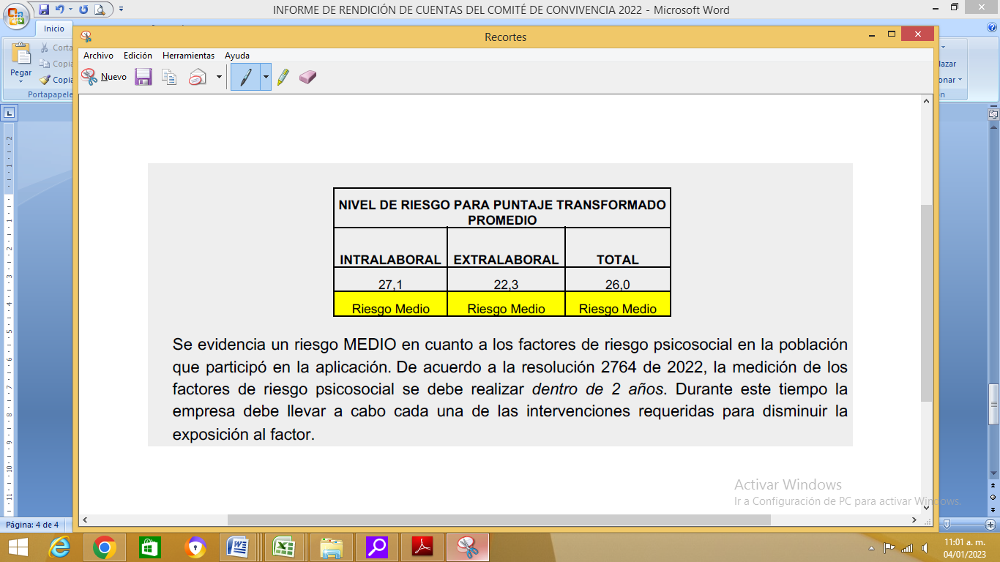 INFORME DE RENDICIÓN DE CUENTAS DEL COMITÉ DE CONVIVENCIA 2022 - Microsoft Word
Inicio
Recortes
Archivo Edición Herramientas Ayuda
Nuevo
Pegar
Portapapele
NIVEL DE RIESGO PARA PUNTAJE TRANSFORMADO
PROMEDIO
INTRALABORAL EXTRALABORAL TOTAL
27,1 22,3 26,0
Riesgo Medio Riesgo Medio Riesgo Medio
Se evidencia un riesgo MEDIO en cuanto a los factores de riesgo psicosocial en la población
que participó en la aplicación. De acuerdo a la resolución 2764 de 2022, la medición de los
factores de riesgo psicosocial se debe realizar dentro de 2 años. Durante este tiempo la
empresa debe llevar a cabo cada una de las intervenciones requeridas para disminuir la
exposición al factor.
Activar Windows
Ir a Configuración de PC para activar Windows.
Página: 4 de 4
11:01 a. m.
04/01/2023